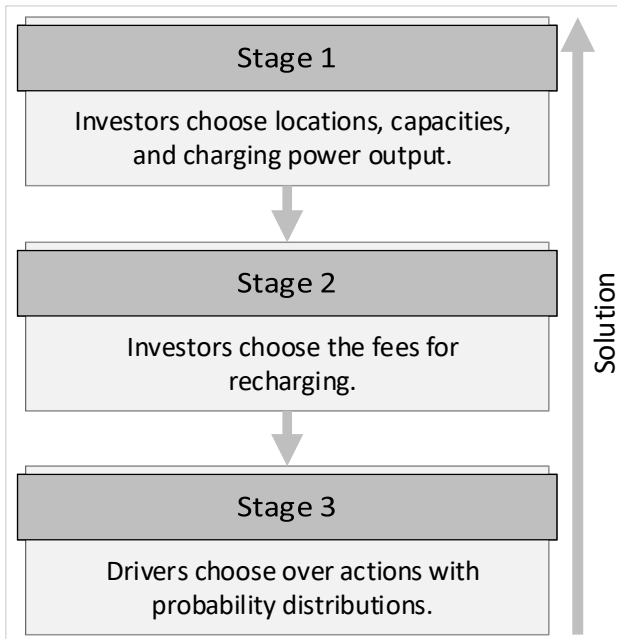 Stage 1
Investors choose locations, capacities,
and charging power output.
Stage 2
Investors choose the fees for
recharging.
Stage 3
Drivers choose over actions with
probability distributions.
Solution